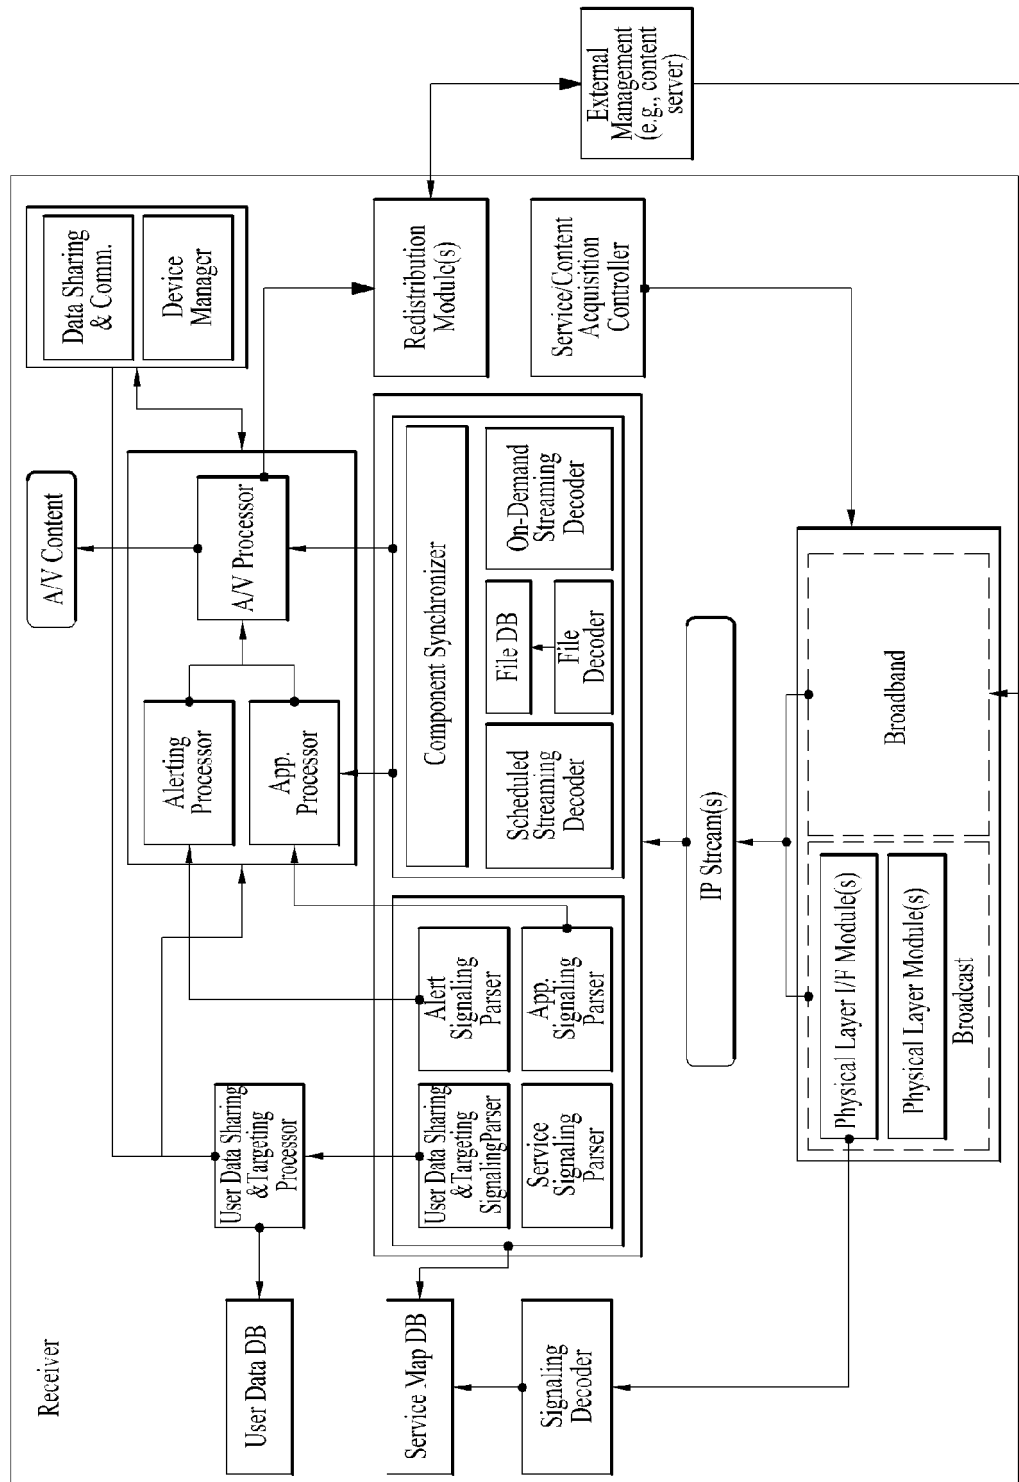 Receiver
User Data DB
Service Map DB
Signaling
Decoder
User Data Sharing
&Targeting
Processor
User Data Sharing
&Targeting
SignalingParser
Service
Signaling
Parser
Alert
Signaling
Parser
App.
Signaling
Parser
Alerting
Processor
App.
Processor
A/V Processor
A/V Content
Data Sharing
& Comm.
Device
Manager
Component Synchronizer
Scheduled
Streaming
Decoder
File DB
File
Decoder
On-Demand
Streaming
Decoder
Redistribution
Module(s)
Service/Content
Acquisition
Controller
External
Management
(e.g., content
server)
IP Stream(s)
Physical Layer I/F Module(s)
Physical Layer Module(s)
Broadcast
Broadband